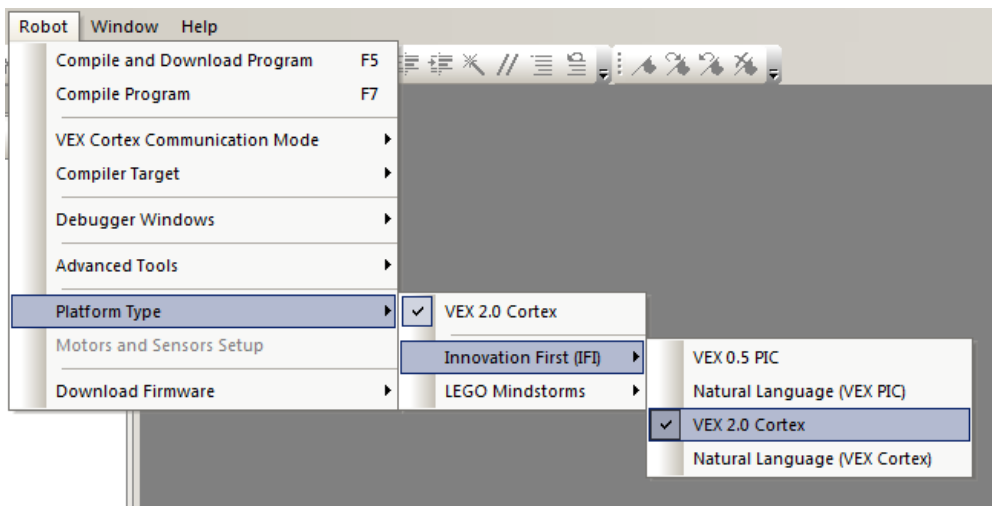 Robot Window Help
Compile and Download Program F5
Compile Program F7
VEX Cortex Communication Mode
Compiler Target
Debugger Windows
Advanced Tools
Platform Type
Motors and Sensors Setup
Download Firmware
VEX 2.0 Cortex
Innovation First (IFI)
LEGO Mindstorms
VEX 0.5 PIC
Natural Language (VEX PIC)
VEX 2.0 Cortex
Natural Language (VEX Cortex)